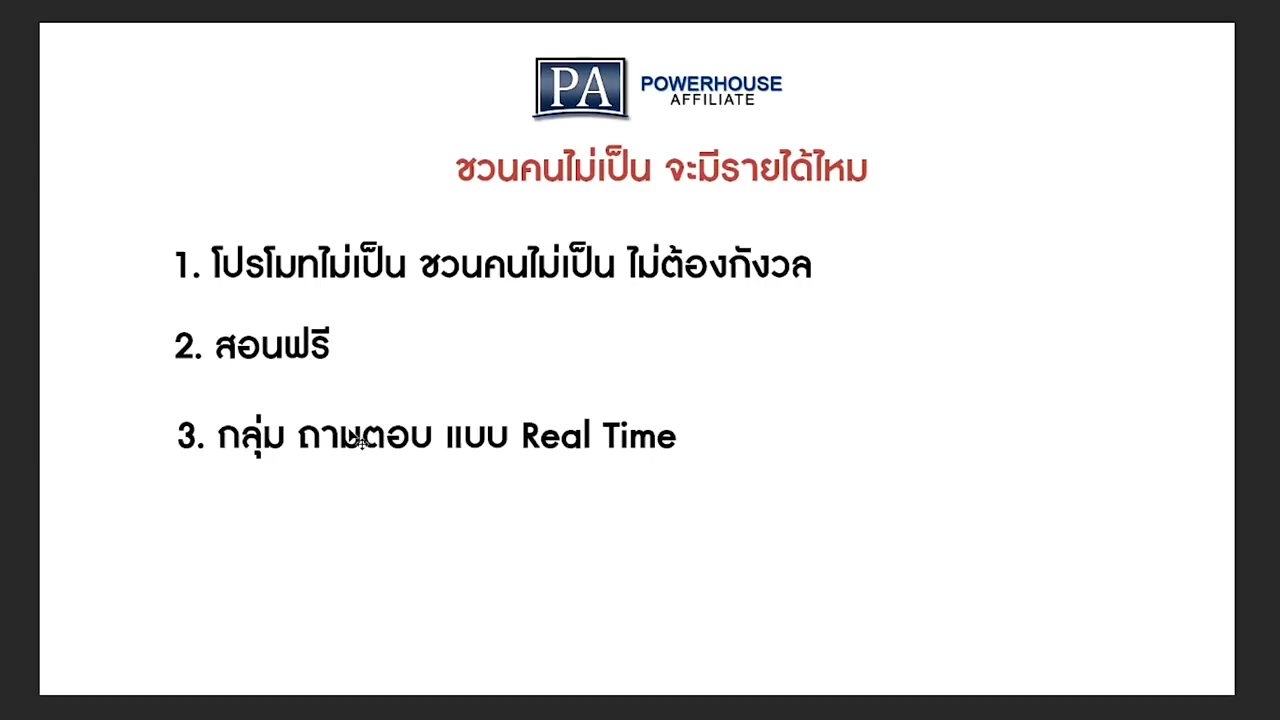 PA
POWERHOUSE
AFFILIATE
ชวนคนไม่เป็น จะมีรายได้ไหม
1. โปรโมทไม่เป็น ชวนคนไม่เป็น ไม่ต้องกังวล
2. สอนฟรี
3. กลุ่ม ถามตอบ แบบ Real Time